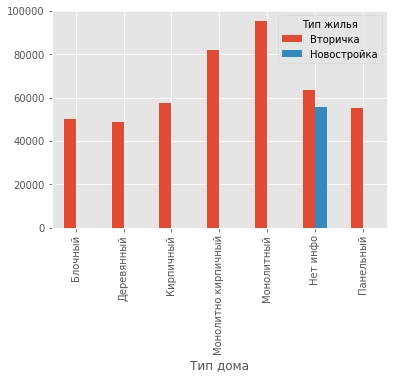 100000
80000
60000
40000
20000
0
Тип жилья
Вторичка
Новостройка
Блочный
Деревянный
Кирпичный
Монолитно кирпичный
Монолитный
Нет инфо
Панельный
Тип дома